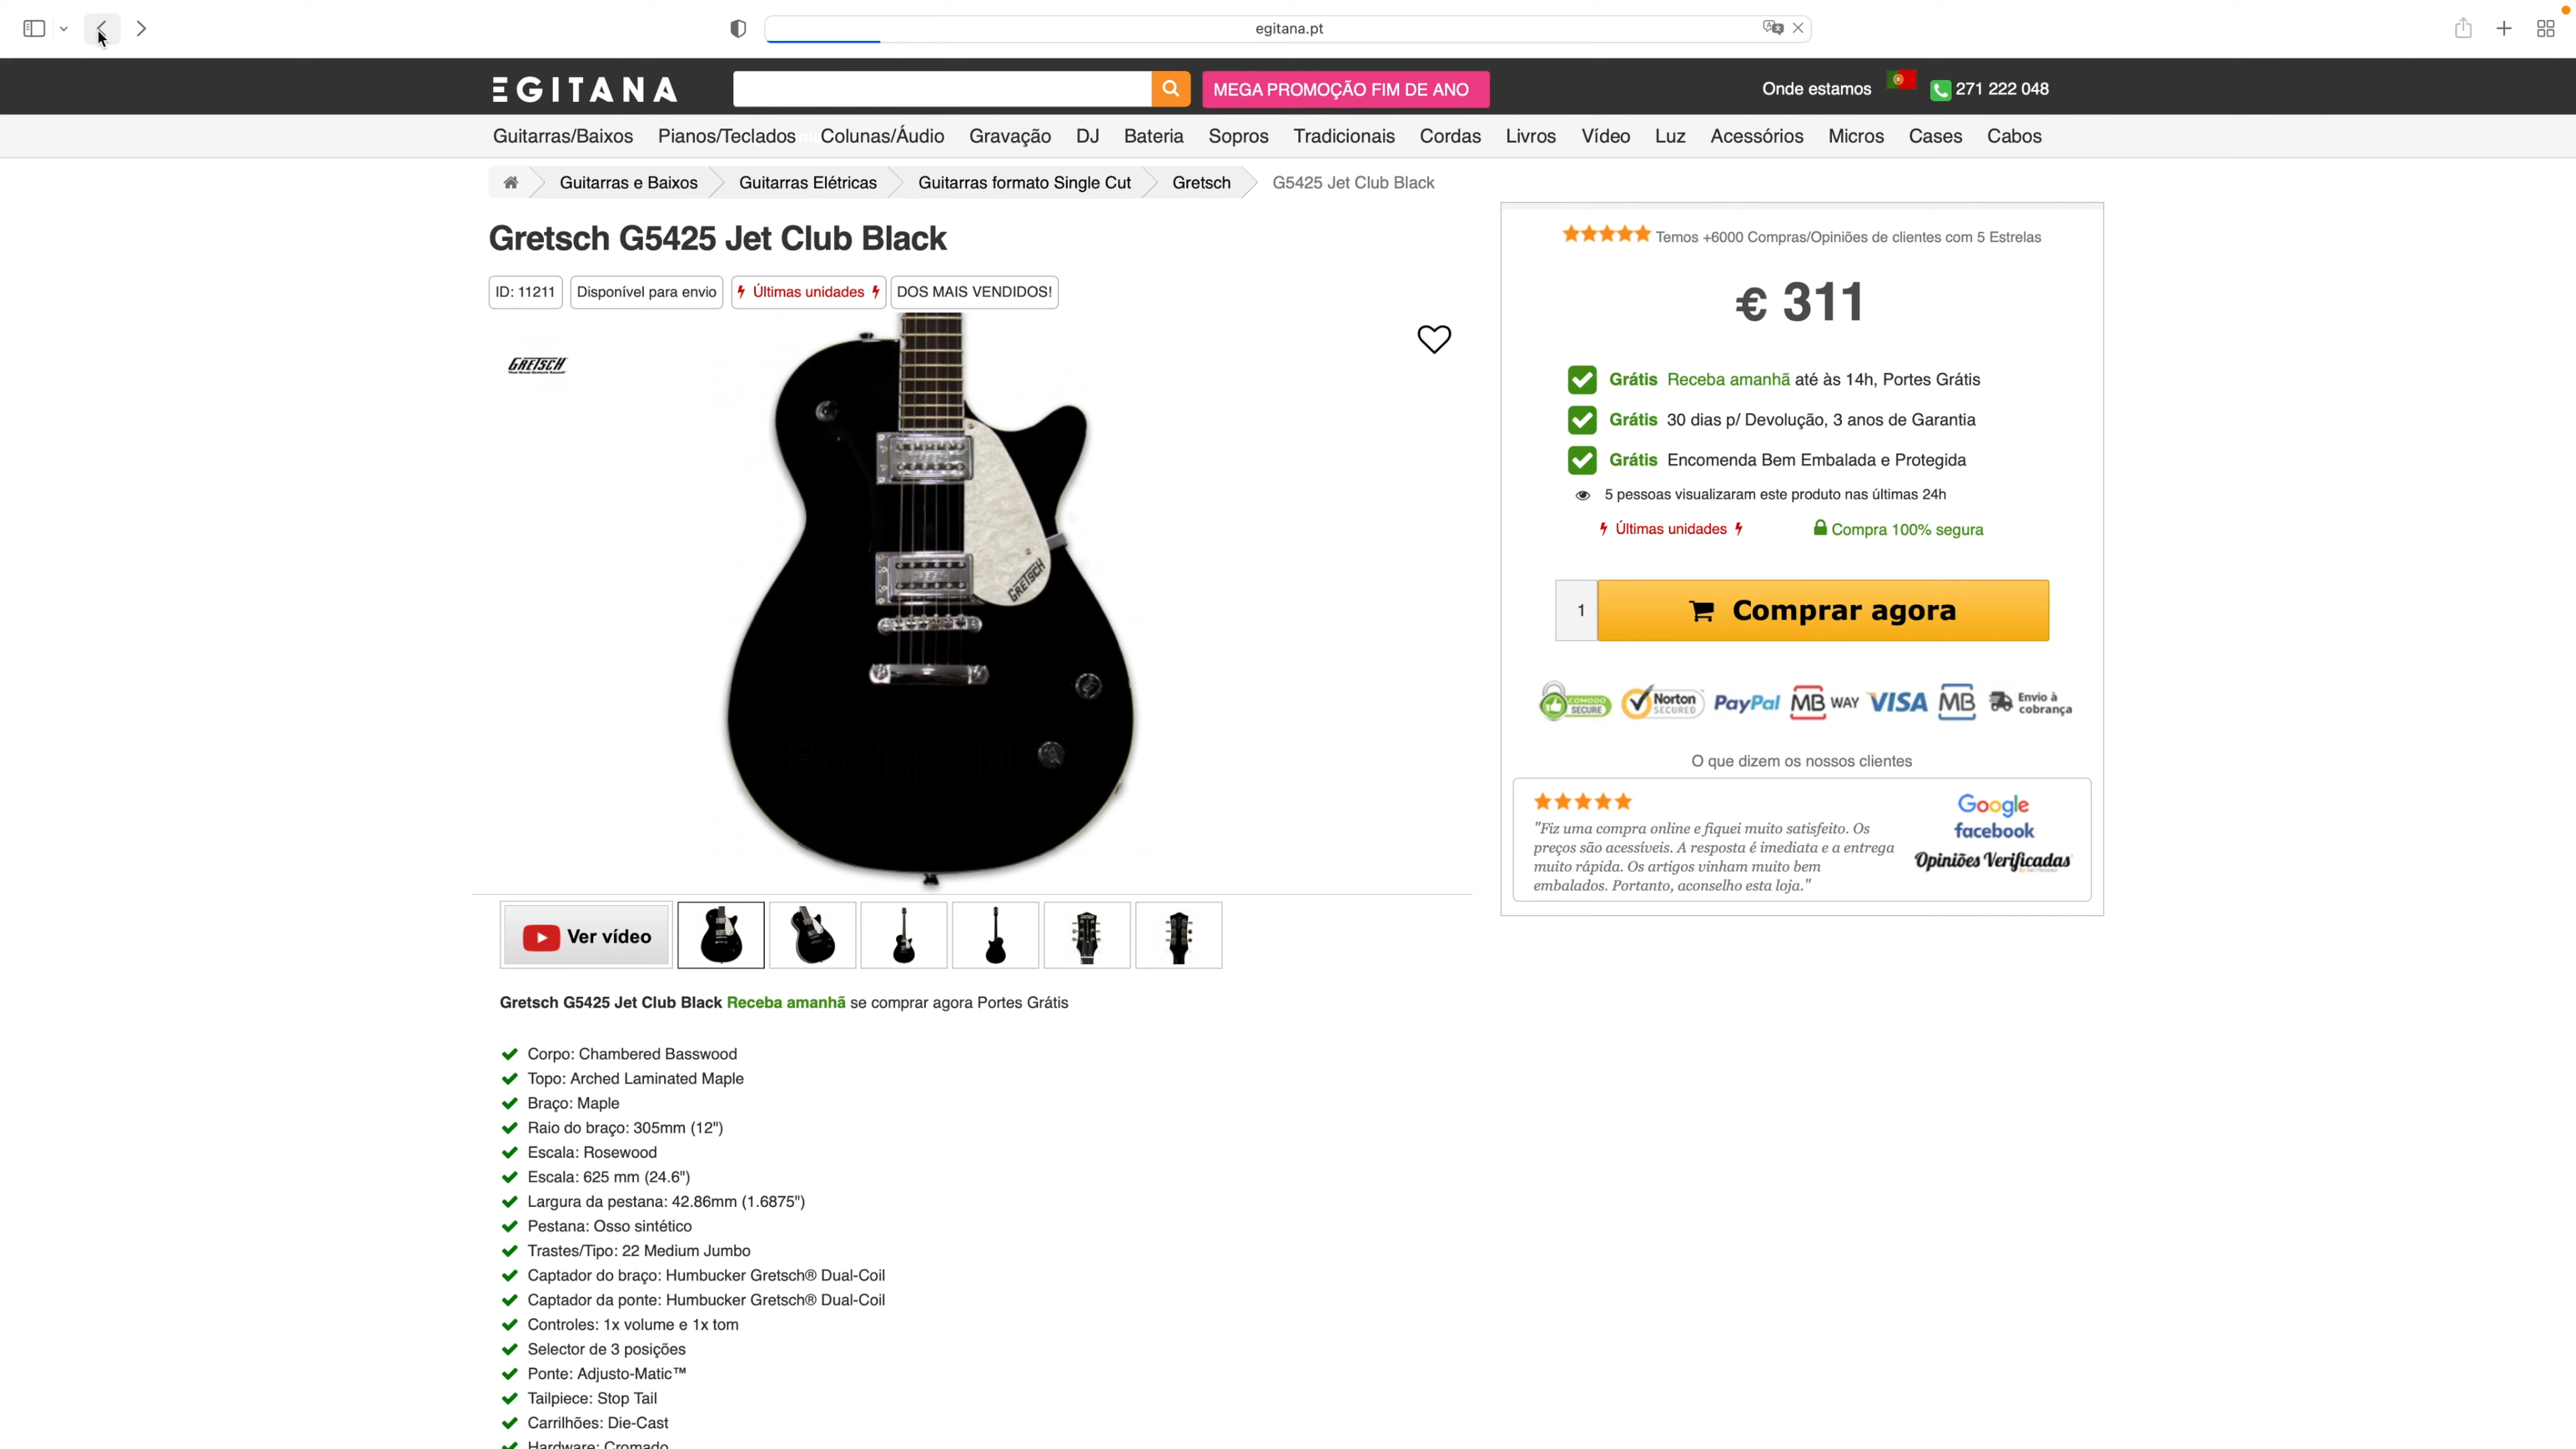 egitana.pt
EGITANA
MEGA PROMOÇÃO FIM DE ANO
Onde estamos
271 222 048
Guitarras/Baixos Pianos/Teclados Colunas/Áudio Gravação DJ Bateria Sopros Tradicionais Cordas Livros Vídeo Luz Acessórios Micros Cases Cabos
Guitarras e Baixos Guitarras Elétricas Guitarras formato Single Cut Gretsch G5425 Jet Club Black
Gretsch G5425 Jet Club Black
ID: 11211 Disponível para envio Últimas unidades DOS MAIS VENDIDOS!
GRETSCH
GRETSCH
EGITANA
Ver vídeo
Gretsch G5425 Jet Club Black Receba amanhã se comprar agora Portes Grátis
Corpo: Chambered Basswood
Topo: Arched Laminated Maple
Braço: Maple
Raio do braço: 305mm (12")
Escala: Rosewood
Escala: 625 mm (24.6")
Largura da pestana: 42.86mm (1.6875")
Pestana: Osso sintético
Trastes/Tipo: 22 Medium Jumbo
Captador do braço: Humbucker Gretsch® Dual-Coil
Captador da ponte: Humbucker Gretsch® Dual-Coil
Controles: 1x volume e 1x tom
Selector de 3 posições
Ponte: Adjusto-Matic™
Tailpiece: Stop Tail
Carrilhões: Die-Cast
Hardware: Cromado
Temos +6000 Compras/Opiniões de clientes com 5 Estrelas
€ 311
Grátis Receba amanhã até às 14h, Portes Grátis
Grátis 30 dias p/ Devolução, 3 anos de Garantia
Grátis Encomenda Bem Embalada e Protegida
5 pessoas visualizaram este produto nas últimas 24h
Últimas unidades
Compra 100% segura
1
Comprar agora
COMODO
SECURE
Norton
SECURED
PayPal
MB WAY
VISA
MB
Envio à
cobrança
O que dizem os nossos clientes
"Fiz uma compra online e fiquei muito satisfeito. Os
preços são acessíveis. A resposta é imediata e a entrega
muito rápida. Os artigos vinham muito bem
embalados. Portanto, aconselho esta loja."
Google
facebook
Opiniões Verificadas